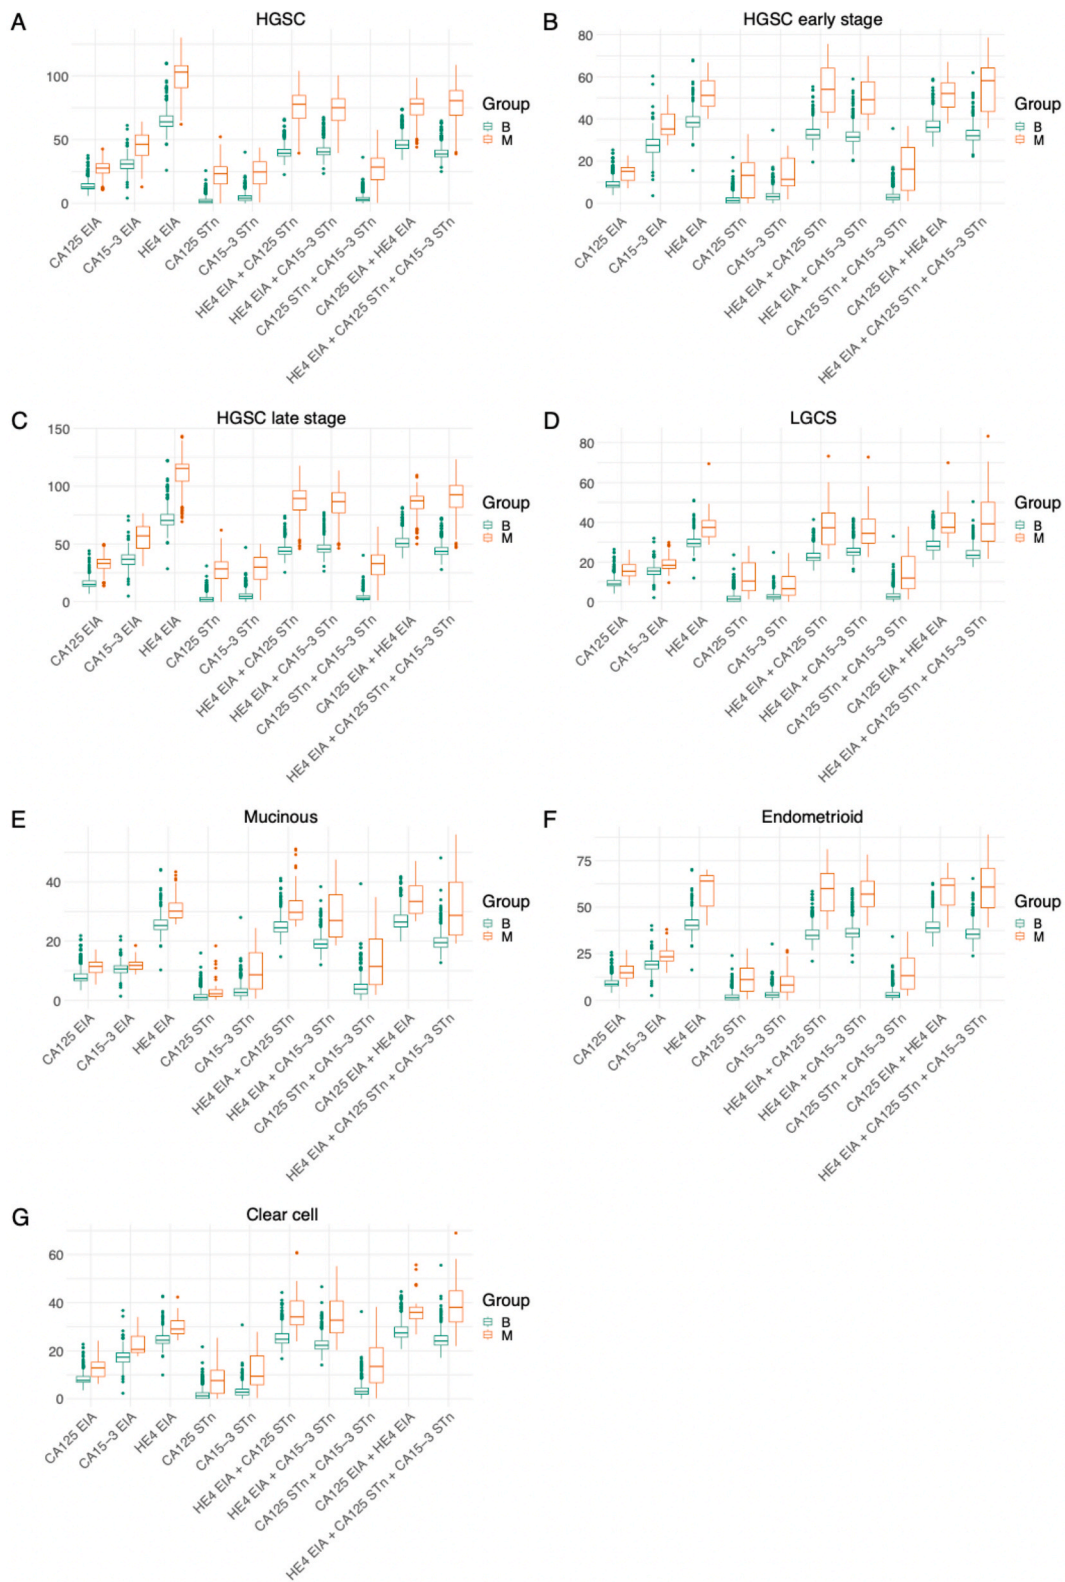 A
HGSC
100
50
0
CA125 EIA
CA15−3 EIA
HE4 EIA
CA125 STn
CA15−3 STn
HE4 EIA + CA125 STn
HE4 EIA + CA15−3 STn
CA125 STn + CA15−3 STn
CA125 EIA + HE4 EIA
HE4 EIA + CA125 STn + CA15−3 STn
Group
B
M
B
HGSC early stage
80
60
40
20
0
CA125 EIA
CA15−3 EIA
HE4 EIA
CA125 STn
CA15−3 STn
HE4 EIA + CA125 STn
HE4 EIA + CA15−3 STn
CA125 STn + CA15−3 STn
CA125 EIA + HE4 EIA
HE4 EIA + CA125 STn + CA15−3 STn
Group
B
M
C
HGSC late stage
150
100
50
0
CA125 EIA
CA15−3 EIA
HE4 EIA
CA125 STn
CA15−3 STn
HE4 EIA + CA125 STn
HE4 EIA + CA15−3 STn
CA125 STn + CA15−3 STn
CA125 EIA + HE4 EIA
HE4 EIA + CA125 STn + CA15−3 STn
Group
B
M
D
LGCS
80
60
40
20
0
CA125 EIA
CA15−3 EIA
HE4 EIA
CA125 STn
CA15−3 STn
HE4 EIA + CA125 STn
HE4 EIA + CA15−3 STn
CA125 STn + CA15−3 STn
CA125 EIA + HE4 EIA
HE4 EIA + CA125 STn + CA15−3 STn
Group
B
M
E
Mucinous
40
20
0
CA125 EIA
CA15−3 EIA
HE4 EIA
CA125 STn
CA15−3 STn
HE4 EIA + CA125 STn
HE4 EIA + CA15−3 STn
CA125 STn + CA15−3 STn
CA125 EIA + HE4 EIA
HE4 EIA + CA125 STn + CA15−3 STn
Group
B
M
F
Endometrioid
75
50
25
0
CA125 EIA
CA15−3 EIA
HE4 EIA
CA125 STn
CA15−3 STn
HE4 EIA + CA125 STn
HE4 EIA + CA15−3 STn
CA125 STn + CA15−3 STn
CA125 EIA + HE4 EIA
HE4 EIA + CA125 STn + CA15−3 STn
Group
B
M
G
Clear cell
60
40
20
0
CA125 EIA
CA15−3 EIA
HE4 EIA
CA125 STn
CA15−3 STn
HE4 EIA + CA125 STn
HE4 EIA + CA15−3 STn
CA125 STn + CA15−3 STn
CA125 EIA + HE4 EIA
HE4 EIA + CA125 STn + CA15−3 STn
Group
B
M